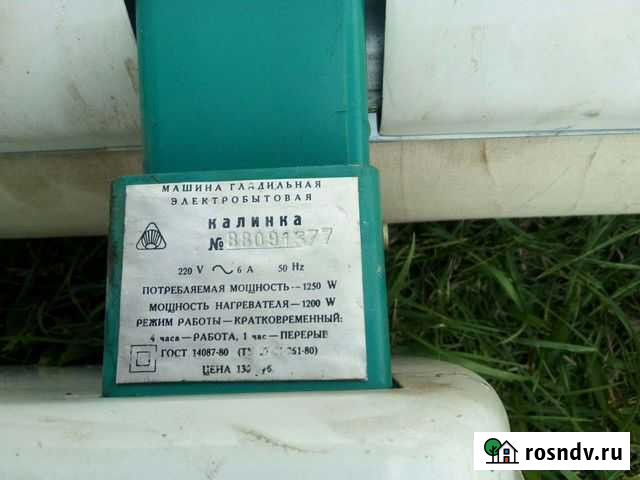 МАШИНА ГЛАДИЛЬНАЯ
ЭЛЕКТРОБЫТОВАЯ
КАЛИНКА
№ 88091377
220 V ~ 6 A 50 Hz
ПОТРЕБЛЯЕМАЯ МОЩНОСТЬ—1250 W
МОЩНОСТЬ НАГРЕВАТЕЛЯ—1200 W
РЕЖИМ РАБОТЫ—КРАТКОВРЕМЕННЫЙ:
4 часа—РАБОТА, 1 час—ПЕРЕРЫВ
ГОСТ 14087-80
ЦЕНА
rosndv.ru